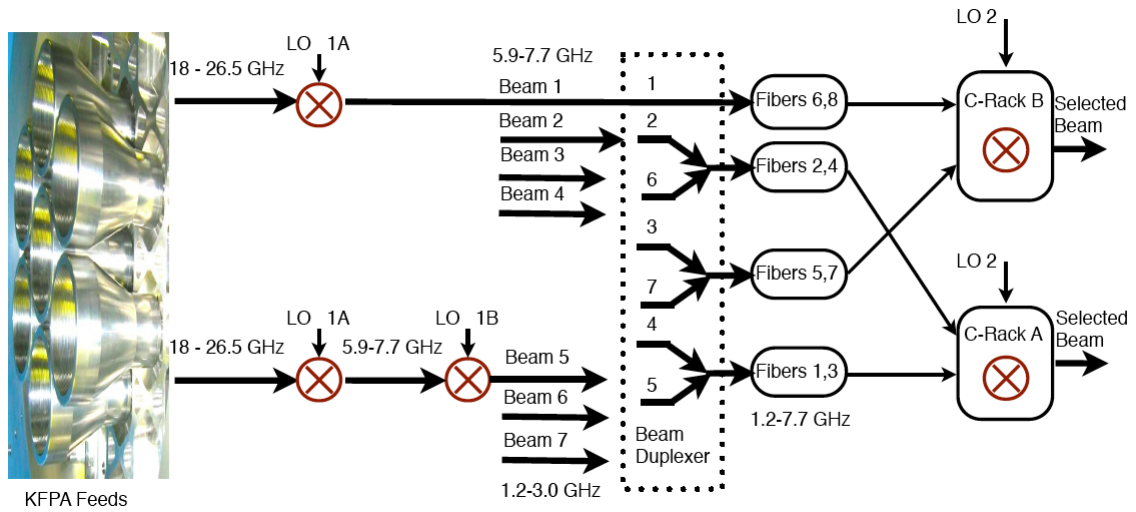 LO 2
LO 1A
5.9-7.7 GHz
18 - 26.5 GHz
Beam 1
1
Fibers 6,8
C-Rack B
Selected
Beam
Beam 2
2
Beam 3
Fibers 2,4
6
Beam 4
3
Fibers 5,7
LO 2
7
LO 1A
LO 1B
4
Selected
Beam
18 - 26.5 GHz
5.9-7.7 GHz
C-Rack A
Beam 5
Fibers 1,3
5
Beam 6
1.2-7.7 GHz
Beam 7
Beam
Duplexer
1.2-3.0 GHz
KFPA Feeds